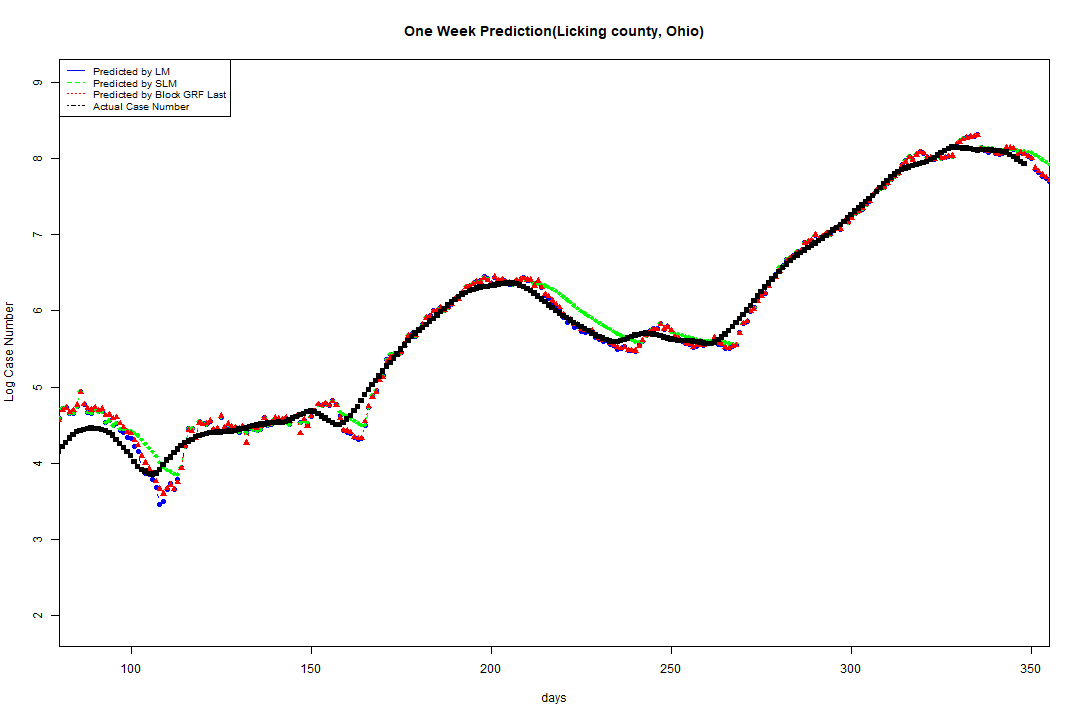 One Week Prediction(Licking county, Ohio)
Predicted by LM
Predicted by SLM
Predicted by Block GRF Last
Actual Case Number
9
8
7
6
5
4
3
2
Log Case Number
100 150 200 250 300 350
days